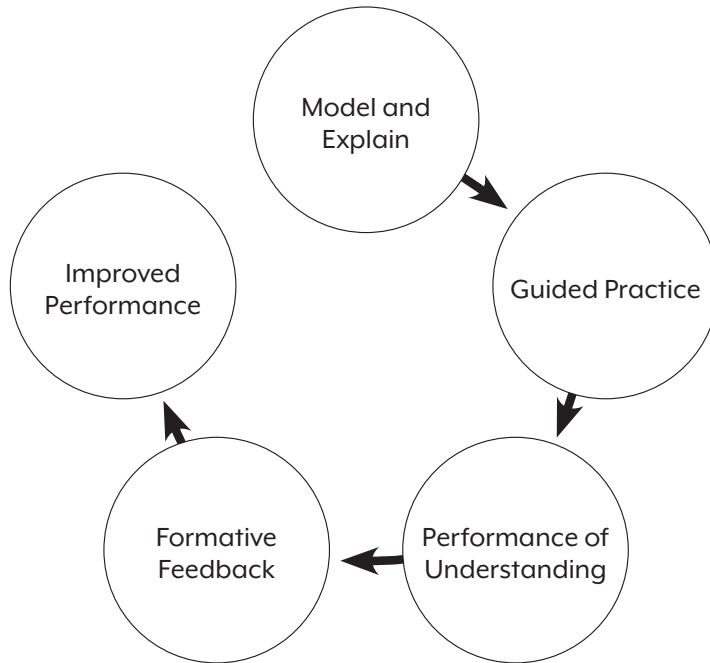 Model and
Explain
Guided Practice
Performance of
Understanding
Formative
Feedback
Improved
Performance